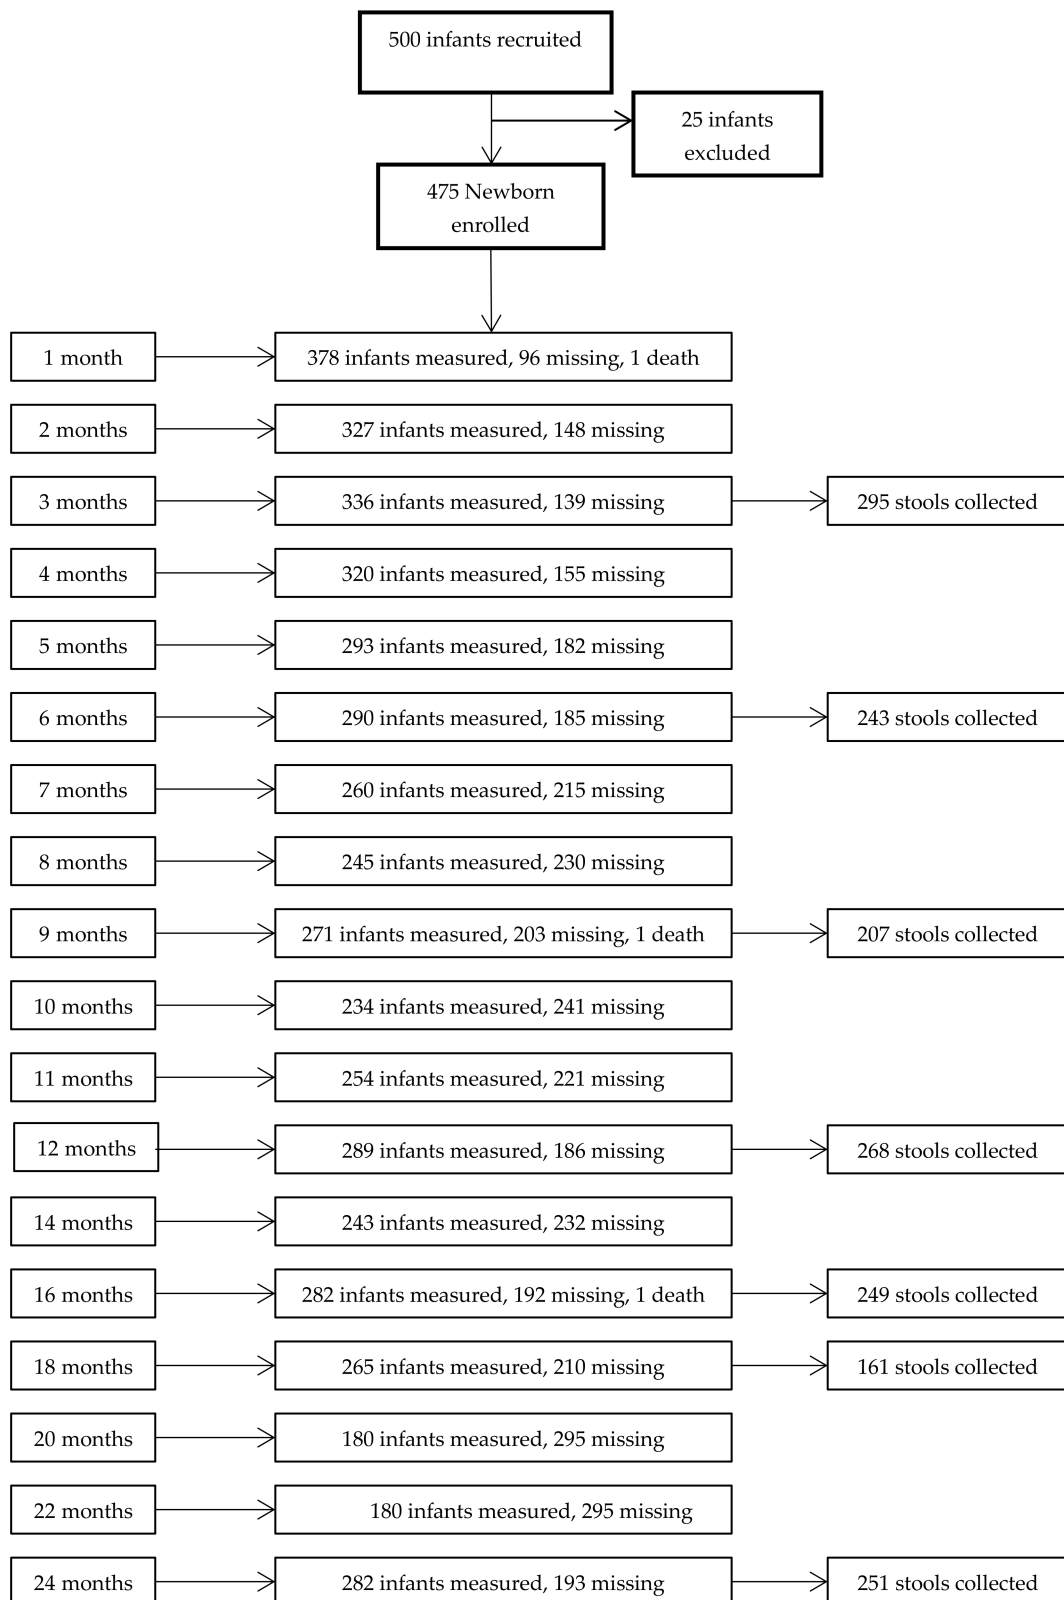 500 infants recruited
25 infants
excluded
475 Newborn
enrolled
1 month
378 infants measured, 96 missing, 1 death
2 months
327 infants measured, 148 missing
3 months
336 infants measured, 139 missing
295 stools collected
4 months
320 infants measured, 155 missing
5 months
293 infants measured, 182 missing
6 months
290 infants measured, 185 missing
243 stools collected
7 months
260 infants measured, 215 missing
8 months
245 infants measured, 230 missing
9 months
271 infants measured, 203 missing, 1 death
207 stools collected
10 months
234 infants measured, 241 missing
11 months
254 infants measured, 221 missing
12 months
289 infants measured, 186 missing
268 stools collected
14 months
243 infants measured, 232 missing
16 months
282 infants measured, 192 missing, 1 death
249 stools collected
18 months
265 infants measured, 210 missing
161 stools collected
20 months
180 infants measured, 295 missing
22 months
180 infants measured, 295 missing
24 months
282 infants measured, 193 missing
251 stools collected